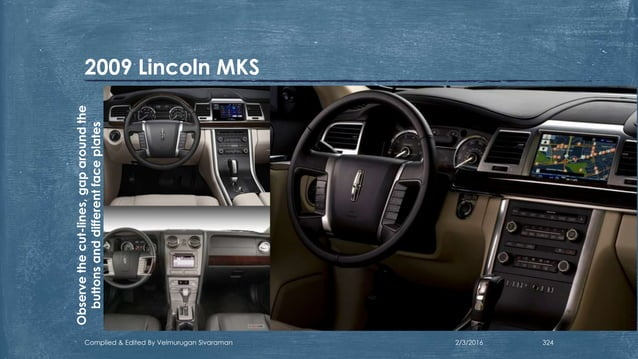 2009 Lincoln MKS
Observe the cut-lines, gap around the
buttons and different face plates
Complied & Edited By Velmurugan Sivaraman
2/3/2016
324